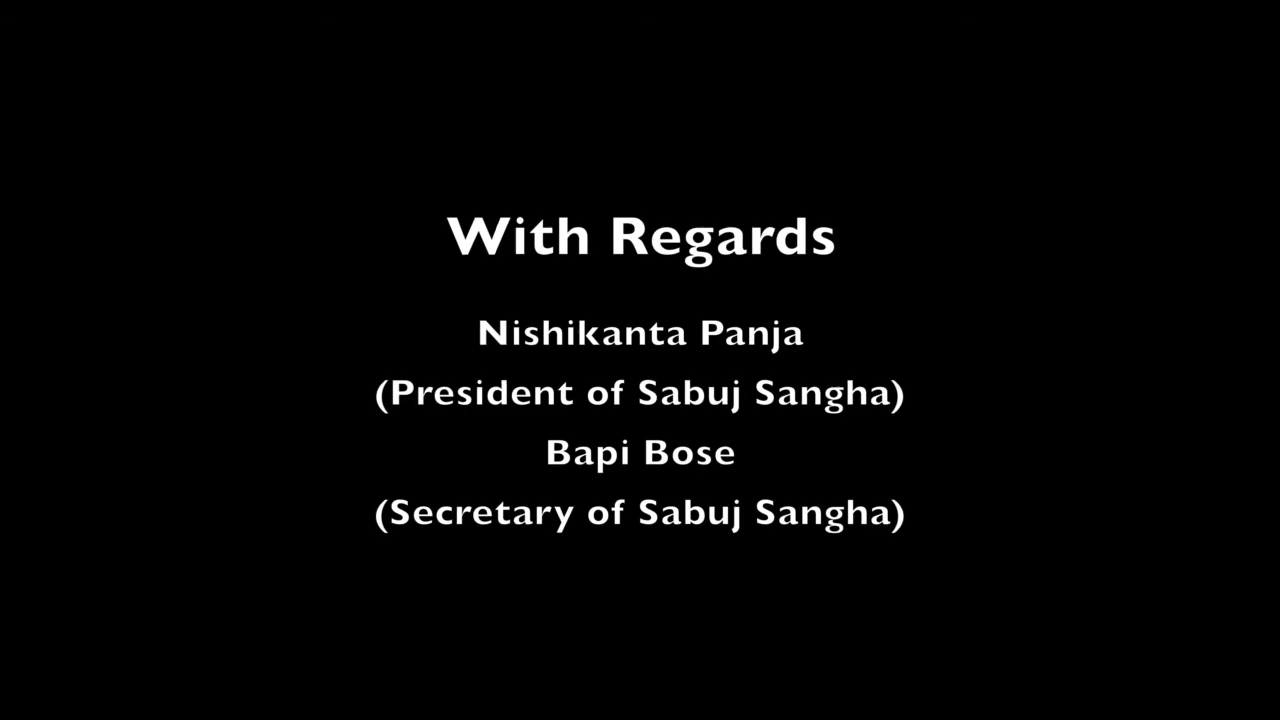 With Regards
Nishikanta Panja
(President of Sabuj Sangha)
Bapi Bose
(Secretary of Sabuj Sangha)